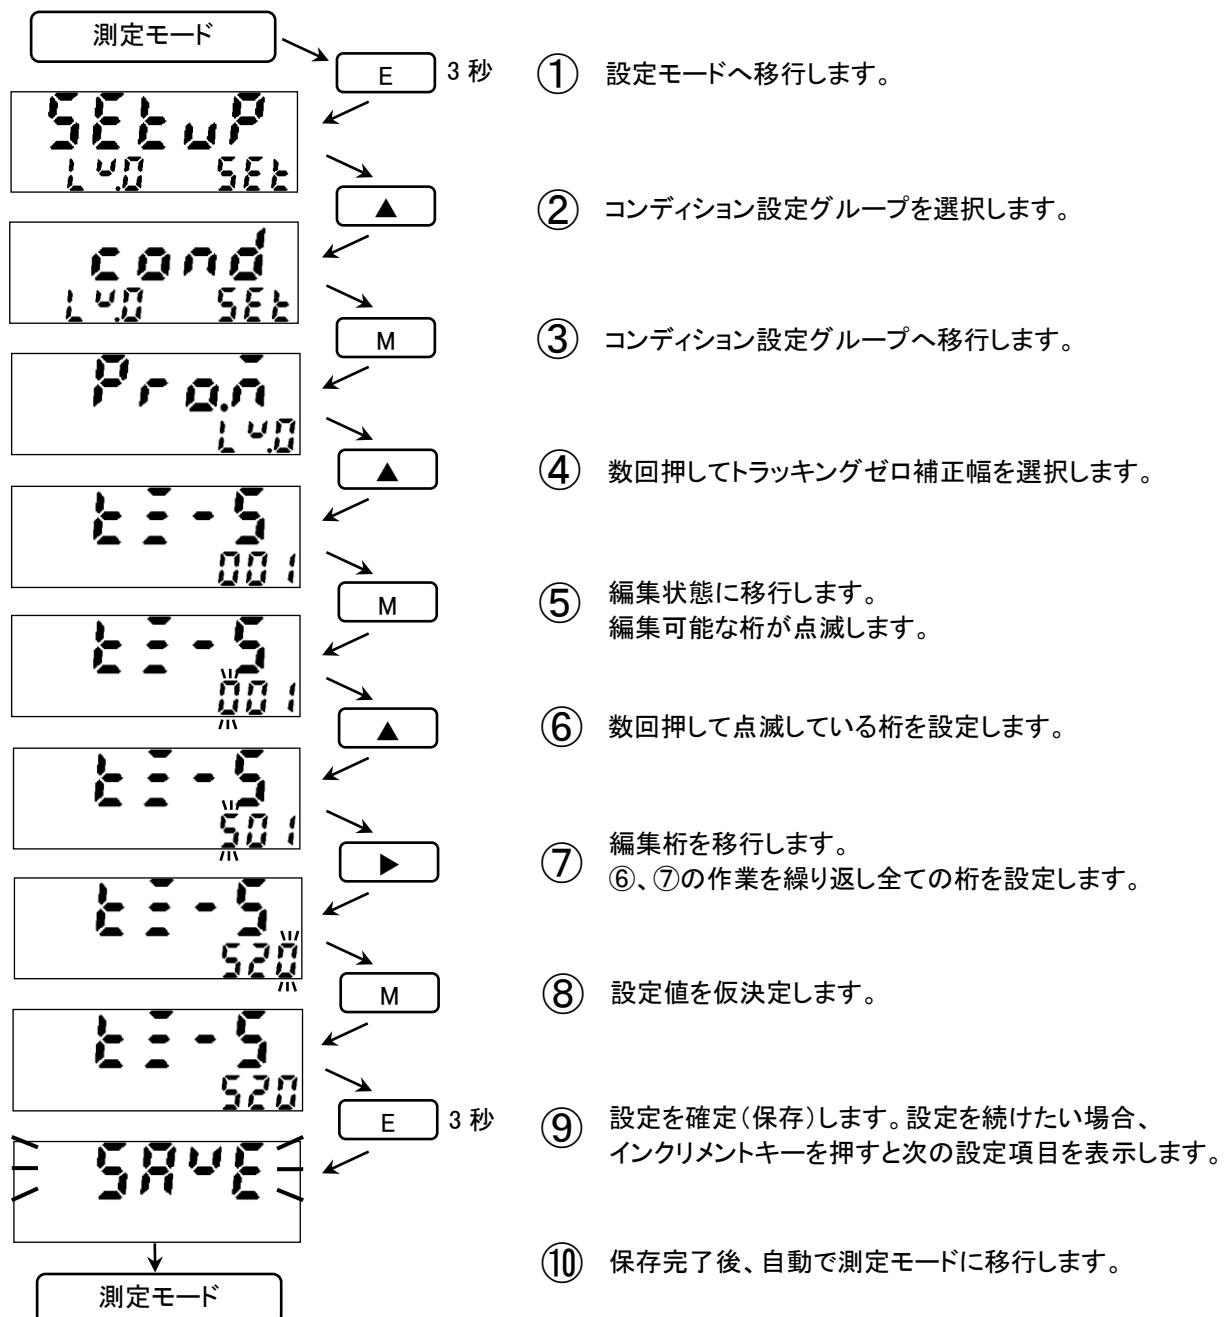 測定モード
E 3 秒 ① 設定モードへ移行します。
SEtuP
Lv.0 SEt
▲ ② コンディション設定グループを選択します。
cond
Lv.0 SEt
M ③ コンディション設定グループへ移行します。
Lv.0
▲ ④ 数回押してトラッキングゼロ補正幅を選択します。
001
M ⑤ 編集状態に移行します。
編集可能な桁が点滅します。
001
▲ ⑥ 数回押して点滅している桁を設定します。
501
▶ ⑦ 編集桁を移行します。
⑥、⑦の作業を繰り返し全ての桁を設定します。
520
M ⑧ 設定値を仮決定します。
520
E 3 秒 ⑨ 設定を確定(保存)します。設定を続けたい場合、
インクリメントキーを押すと次の設定項目を表示します。
SAvE
⑩ 保存完了後、自動で測定モードに移行します。
測定モード